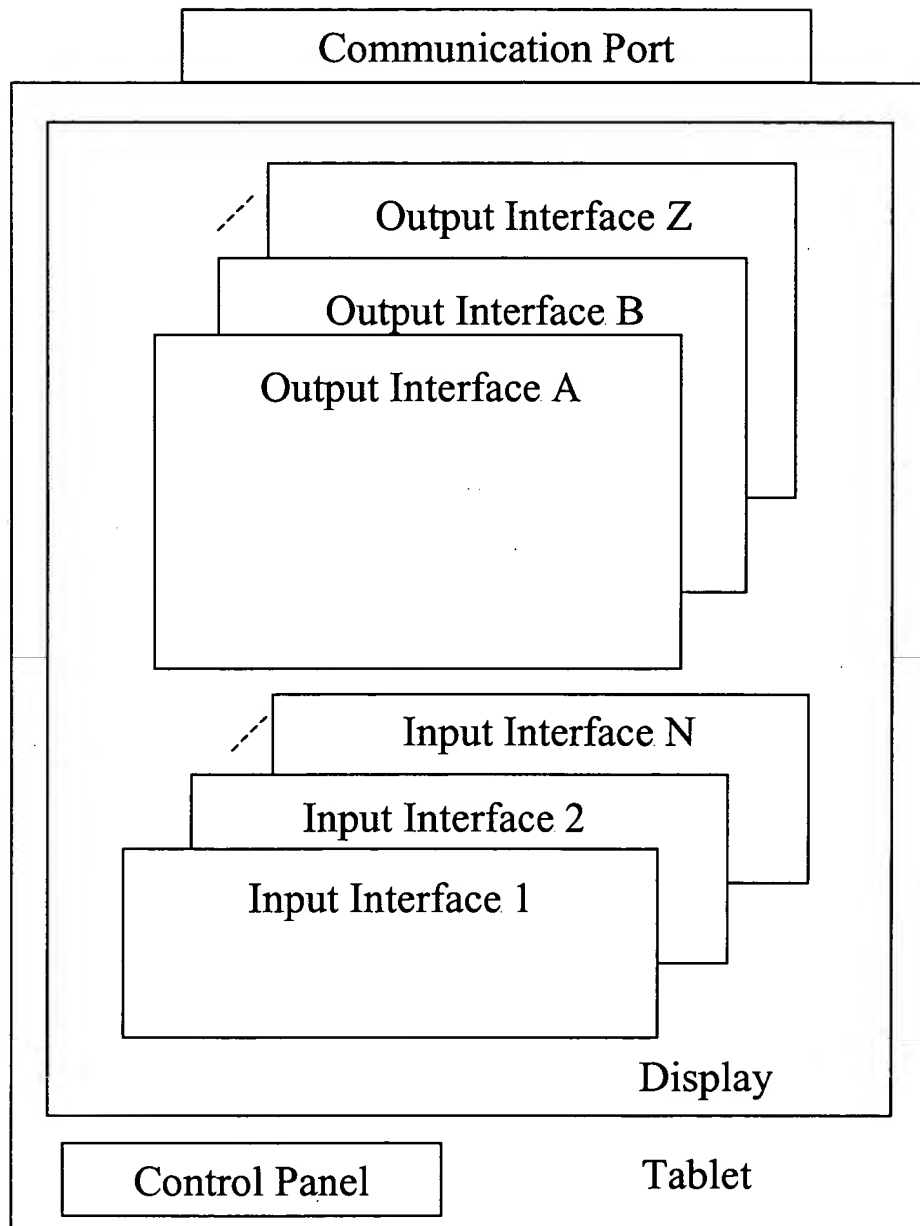 Communication Port
Output Interface Z
Output Interface B
Output Interface A
Input Interface N
Input Interface 2
Input Interface 1
Display
Control Panel
Tablet